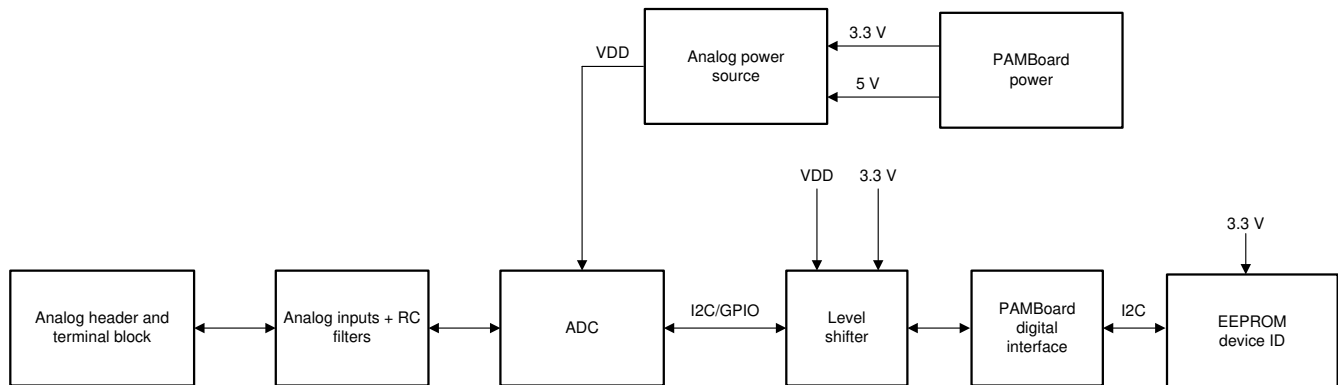 3.3 V
VDD
Analog power
source
PAMBoard
power
5 V
VDD
3.3 V
3.3 V
Analog header and
terminal block
Analog inputs + RC
filters
ADC
I2C/GPIO
Level
shifter
PAMBoard
digital
interface
I2C
EEPROM
device ID